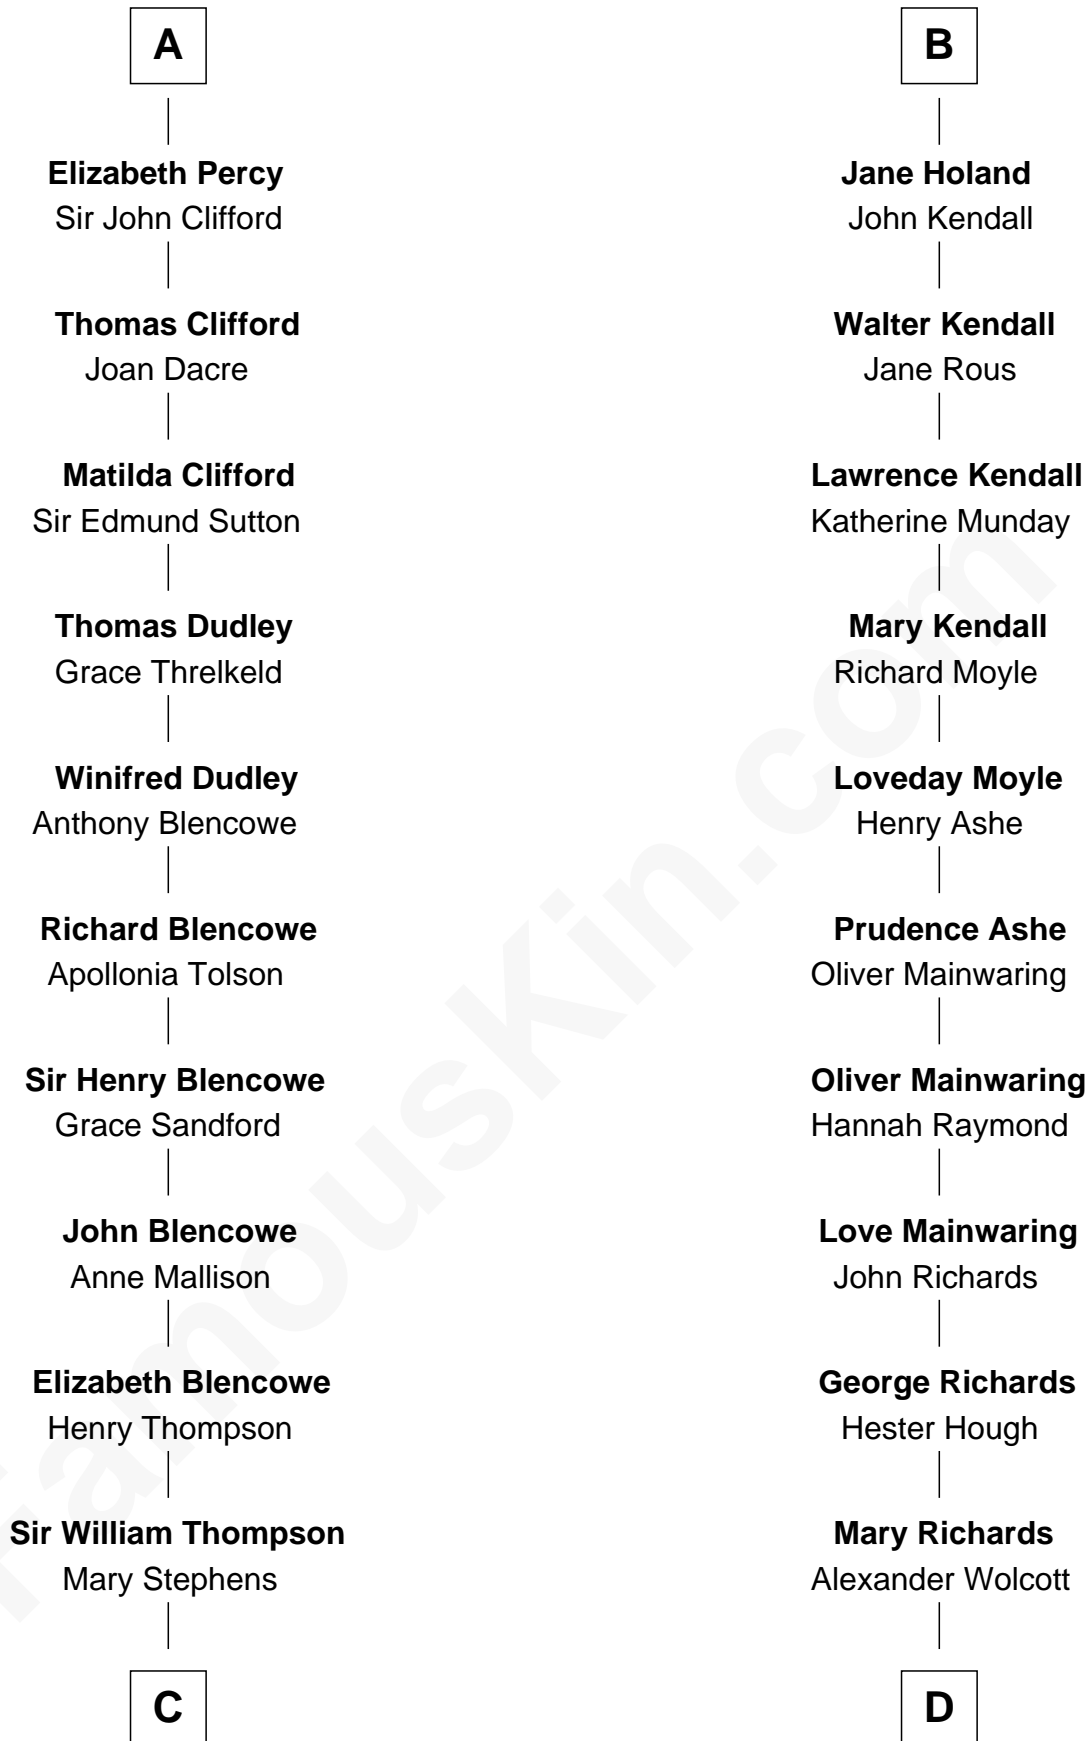 A
Elizabeth Percy
Sir John Clifford
Thomas Clifford
Joan Dacre
Matilda Clifford
Sir Edmund Sutton
Thomas Dudley
Grace Threlkeld
Winifred Dudley
Anthony Blencowe
Richard Blencowe
Apollonia Tolson
Sir Henry Blencowe
Grace Sandford
John Blencowe
Anne Mallison
Elizabeth Blencowe
Henry Thompson
Sir William Thompson
Mary Stephens
C
B
Jane Holand
John Kendall
Walter Kendall
Jane Rous
Lawrence Kendall
Katherine Munday
Mary Kendall
Richard Moyle
Loveday Moyle
Henry Ashe
Prudence Ashe
Oliver Mainwaring
Oliver Mainwaring
Hannah Raymond
Love Mainwaring
John Richards
George Richards
Hester Hough
Mary Richards
Alexander Wolcott
D
FamousKin.com